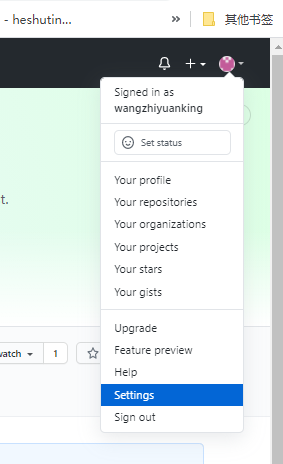 - heshutin...
»
其他书签
Signed in as
wangzhiyuanking
t.
Set status
Your profile
Your repositories
Your organizations
Your projects
Your stars
Your gists
Upgrade
watch 1
Feature preview
Help
Settings
Sign out